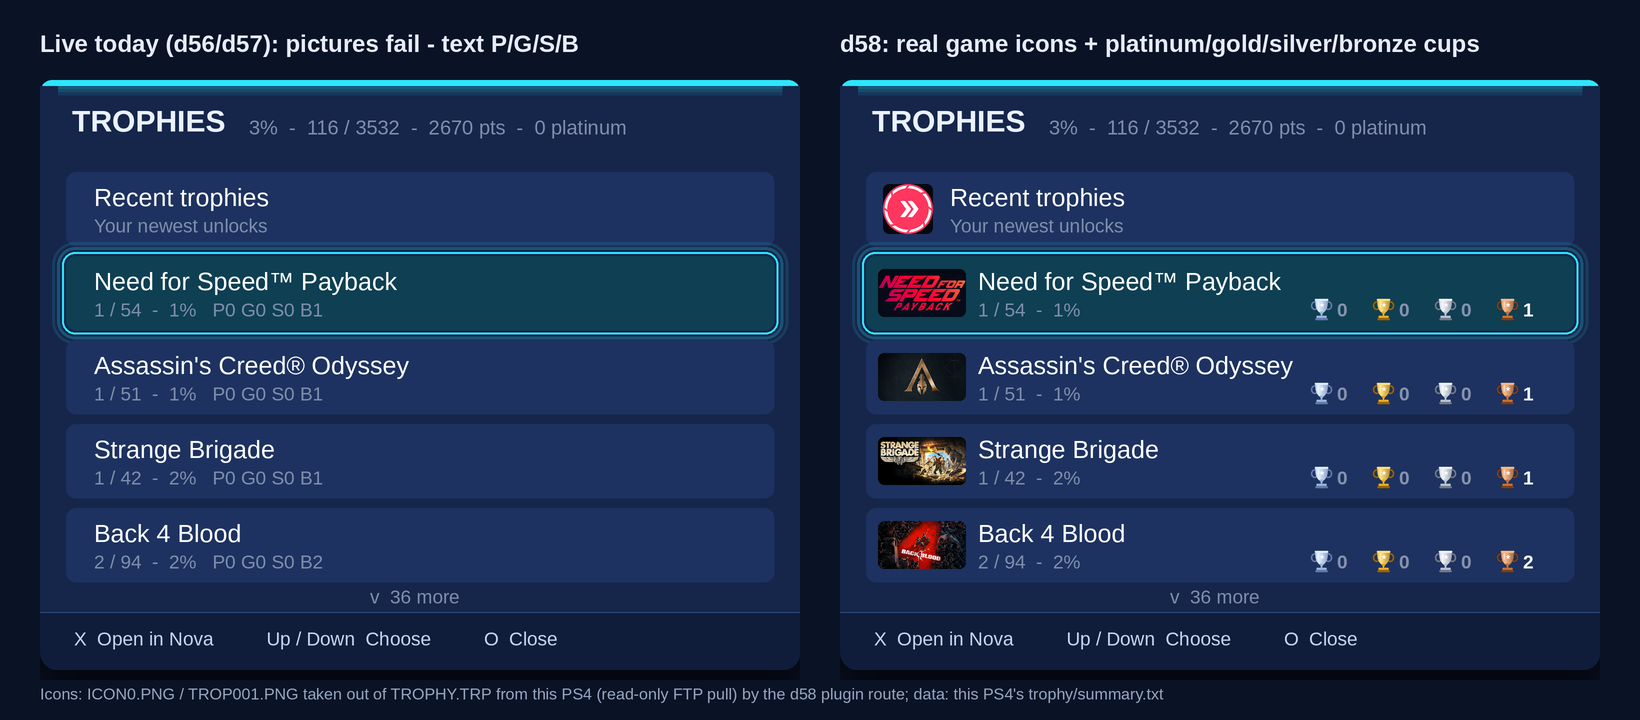 Live today (d56/d57): pictures fail - text P/G/S/B
TROPHIES 3% - 116 / 3532 - 2670 pts - 0 platinum
Recent trophies
Your newest unlocks
Need for Speed™ Payback
1 / 54 - 1% P0 G0 S0 B1
Assassin's Creed® Odyssey
1 / 51 - 1% P0 G0 S0 B1
Strange Brigade
1 / 42 - 2% P0 G0 S0 B1
Back 4 Blood
2 / 94 - 2% P0 G0 S0 B2
v 36 more
X Open in Nova Up / Down Choose O Close
d58: real game icons + platinum/gold/silver/bronze cups
TROPHIES 3% - 116 / 3532 - 2670 pts - 0 platinum
Recent trophies
Your newest unlocks
NEED FOR
SPEED
PAYBACK
Need for Speed™ Payback
1 / 54 - 1% 0 0 0 1
Assassin's Creed® Odyssey
1 / 51 - 1% 0 0 0 1
STRANGE
BRIGADE
Strange Brigade
1 / 42 - 2% 0 0 0 1
BACK 4 BLOOD
Back 4 Blood
2 / 94 - 2% 0 0 0 2
v 36 more
X Open in Nova Up / Down Choose O Close
Icons: ICON0.PNG / TROP001.PNG taken out of TROPHY.TRP from this PS4 (read-only FTP pull) by the d58 plugin route; data: this PS4's trophy/summary.txt